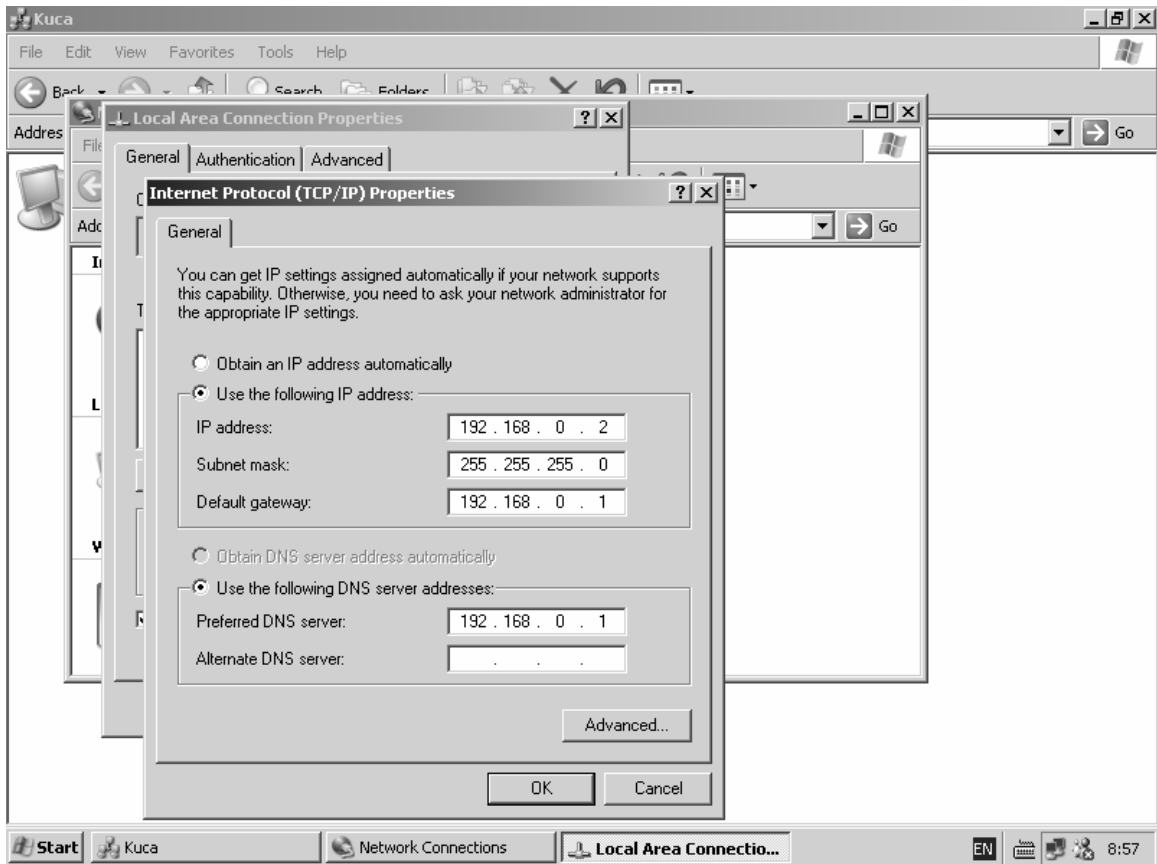 Kuca
File Edit View Favorites Tools Help
Back Search Folders
Addres Go
Local Area Connection Properties
General Authentication Advanced
Internet Protocol (TCP/IP) Properties
Go
General
You can get IP settings assigned automatically if your network supports
this capability. Otherwise, you need to ask your network administrator for
the appropriate IP settings.
Obtain an IP address automatically
Use the following IP address:
IP address: 192 . 168 . 0 . 2
Subnet mask: 255 . 255 . 255 . 0
Default gateway: 192 . 168 . 0 . 1
Obtain DNS server address automatically
Use the following DNS server addresses:
Preferred DNS server: 192 . 168 . 0 . 1
Alternate DNS server: . . .
Advanced...
OK Cancel
Start Kuca Network Connections Local Area Connectio... EN 8:57